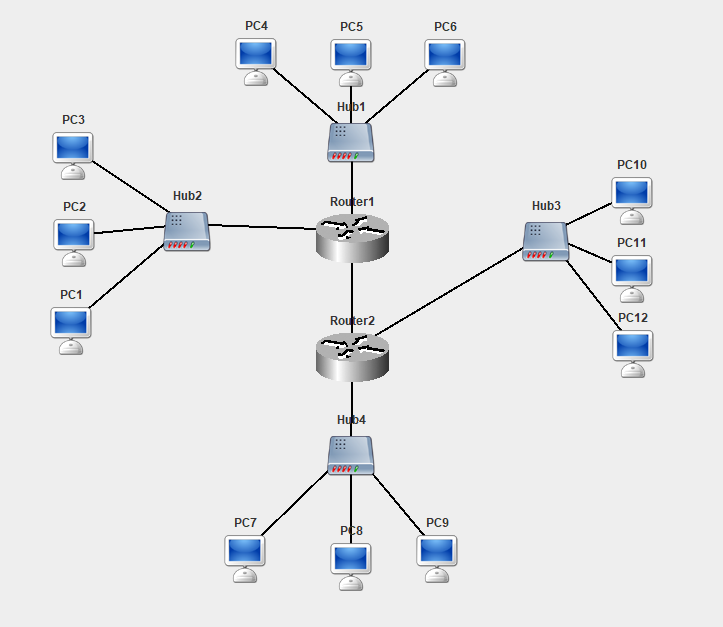 PC4
PC5
PC6
Hub1
PC3
PC10
Hub2
Router1
Hub3
PC2
PC11
PC1
Router2
PC12
Hub4
PC7
PC8
PC9